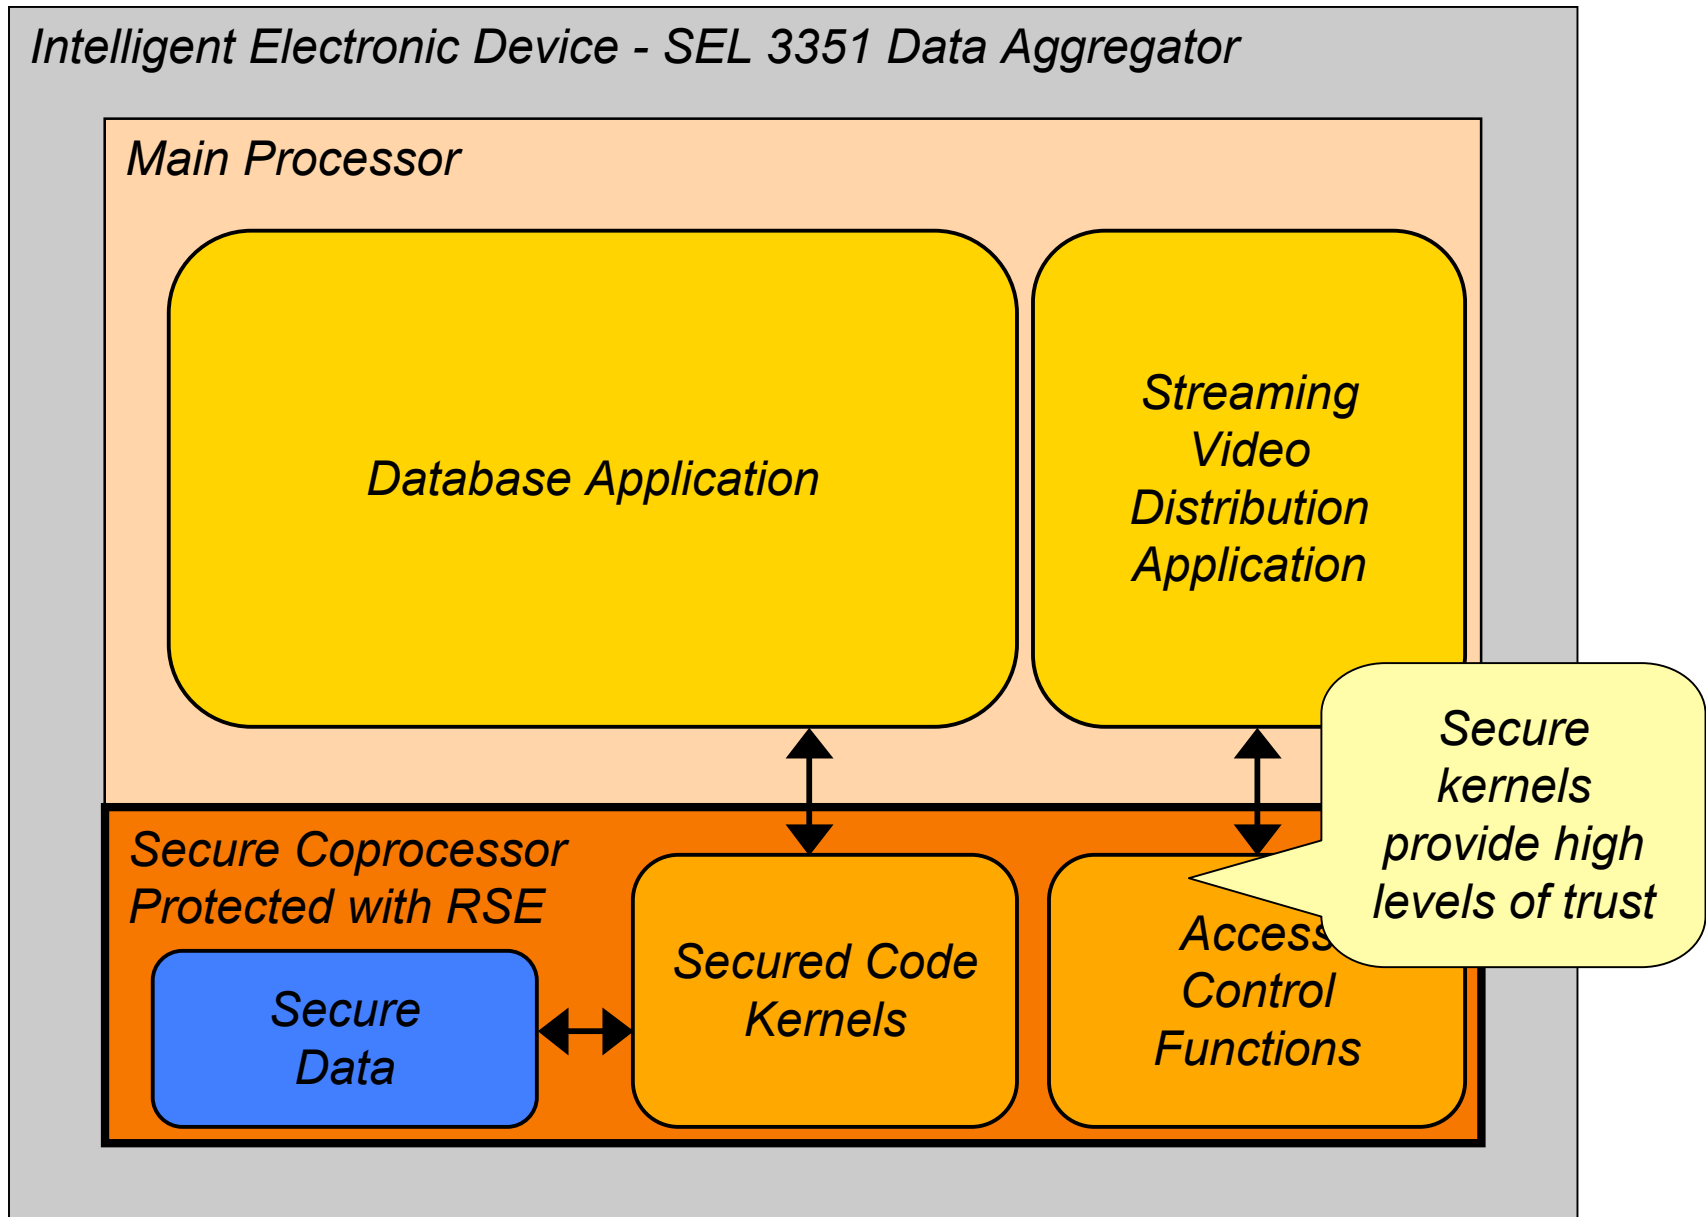 Intelligent Electronic Device - SEL 3351 Data Aggregator
Main Processor
Database Application
Streaming
Video
Distribution
Application
Secure
kernels
provide high
levels of trust
Secure Coprocessor
Protected with RSE
Secure
Data
Secured Code
Kernels
Access
Control
Functions